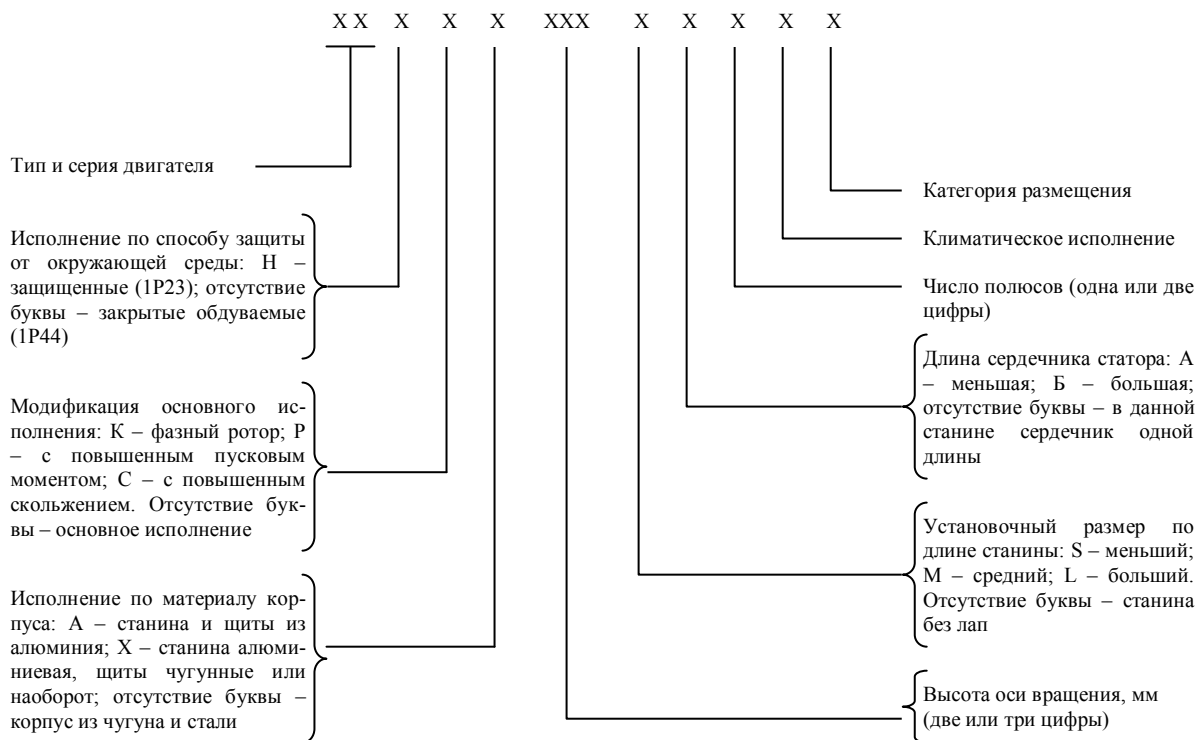 Х Х Х Х Х ХХХ Х Х Х Х Х
Тип и серия двигателя
Исполнение по способу защиты
от окружающей среды: Н –
защищенные (1Р23); отсутствие
буквы – закрытые обдуваемые
(1Р44)
Модификация основного ис-
полнения: К – фазный ротор; Р
– с повышенным пусковым
моментом; С – с повышенным
скольжением. Отсутствие бук-
вы – основное исполнение
Исполнение по материалу кор-
пуса: А – станина и щиты из
алюминия; Х – станина алюми-
ниевая, щиты чугунные или
наоборот; отсутствие буквы –
корпус из чугуна и стали
Категория размещения
Климатическое исполнение
Число полюсов (одна или две
цифры)
Длина сердечника статора: А
– меньшая; Б – большая;
отсутствие буквы – в данной
станине сердечник одной
длины
Установочный размер по
длине станины: S – меньший;
М – средний; L – больший.
Отсутствие буквы – станина
без лап
Высота оси вращения, мм
(две или три цифры)